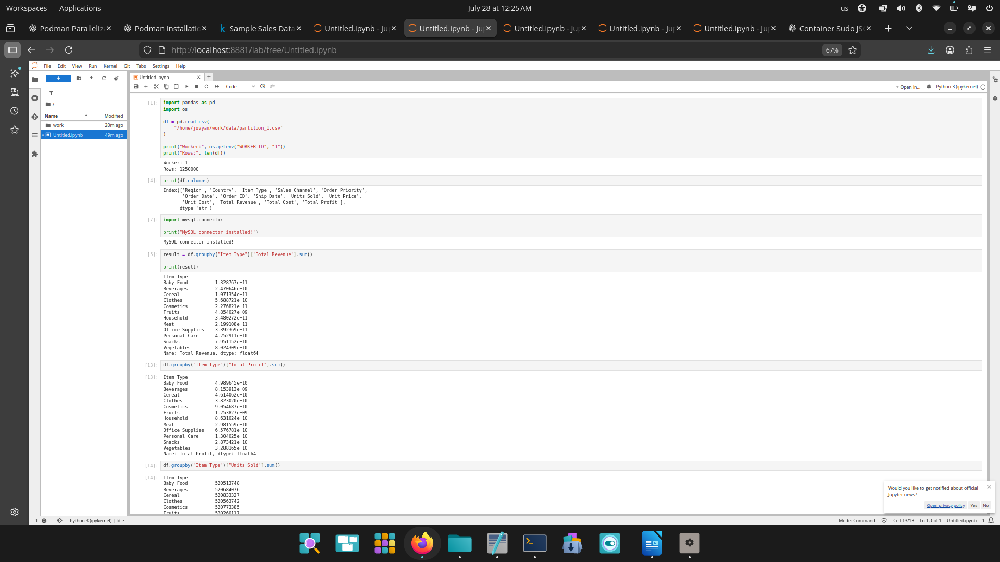 Workspaces Applications July 28 at 12:25 AM us
Podman Paralleliz Podman installatio Sample Sales Data Untitled.ipynb - Ju Untitled.ipynb - Ju Untitled.ipynb - Ju Untitled.ipynb - Ju Untitled.ipynb - Ju Container Sudo JS
http://localhost:8881/lab/tree/Untitled.ipynb 67%
File Edit View Run Kernel Git Tabs Settings Help
Untitled.ipynb
Code git Open in... Python 3 (ipykernel)
/
Name Modified
work 20m ago
Untitled.ipynb 49m ago
[1]: import pandas as pd
import os
df = pd.read_csv(
"/home/jovyan/work/data/partition_1.csv"
)
print("Worker:", os.getenv("WORKER_ID", "1"))
print("Rows:", len(df))
Worker: 1
Rows: 1250000
[4]: print(df.columns)
Index(['Region', 'Country', 'Item Type', 'Sales Channel', 'Order Priority',
'Order Date', 'Order ID', 'Ship Date', 'Units Sold', 'Unit Price',
'Unit Cost', 'Total Revenue', 'Total Cost', 'Total Profit'],
dtype='str')
[7]: import mysql.connector
print("MySQL connector installed!")
MySQL connector installed!
[5]: result = df.groupby("Item Type")["Total Revenue"].sum()
print(result)
Item Type
Baby Food 1.328767e+11
Beverages 2.470646e+10
Cereal 1.071354e+11
Clothes 5.688721e+10
Cosmetics 2.276821e+11
Fruits 4.854027e+09
Household 3.480272e+11
Meat 2.199108e+11
Office Supplies 3.392369e+11
Personal Care 4.252911e+10
Snacks 7.951152e+10
Vegetables 8.024309e+10
Name: Total Revenue, dtype: float64
[13]: df.groupby("Item Type")["Total Profit"].sum()
[13]: Item Type
Baby Food 4.989645e+10
Beverages 8.153913e+09
Cereal 4.614062e+10
Clothes 3.823020e+10
Cosmetics 9.054687e+10
Fruits 1.253827e+09
Household 8.631024e+10
Meat 2.981559e+10
Office Supplies 6.576781e+10
Personal Care 1.304025e+10
Snacks 2.873421e+10
Vegetables 3.288165e+10
Name: Total Profit, dtype: float64
[14]: df.groupby("Item Type")["Units Sold"].sum()
[14]: Item Type
Baby Food 520513748
Beverages 520684076
Cereal 520833327
Clothes 520563742
Cosmetics 520773385
Fruits 520260117
Would you like to get notified about official
Jupyter news?
Open privacy policy Yes No
1 Python 3 (ipykernel) | Idle Mode: Command Cell 13/13 Ln 1, Col 1 Untitled.ipynb 1